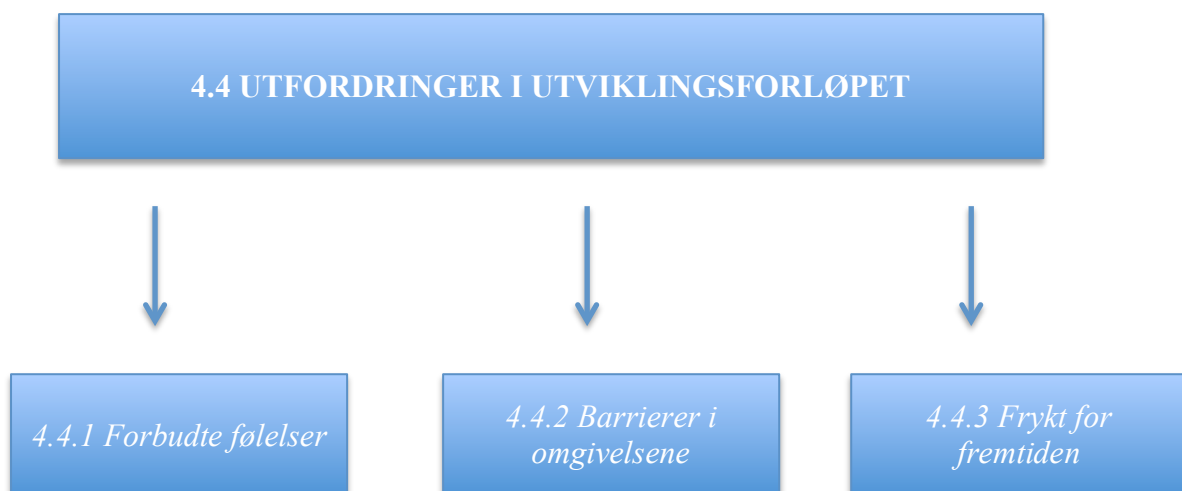 4.4 UTFORDRINGER I UTVIKLINGSFORLØPET
4.4.1 Forbudte følelser
4.4.2 Barrierer i
omgivelsene
4.4.3 Frykt for
fremtiden